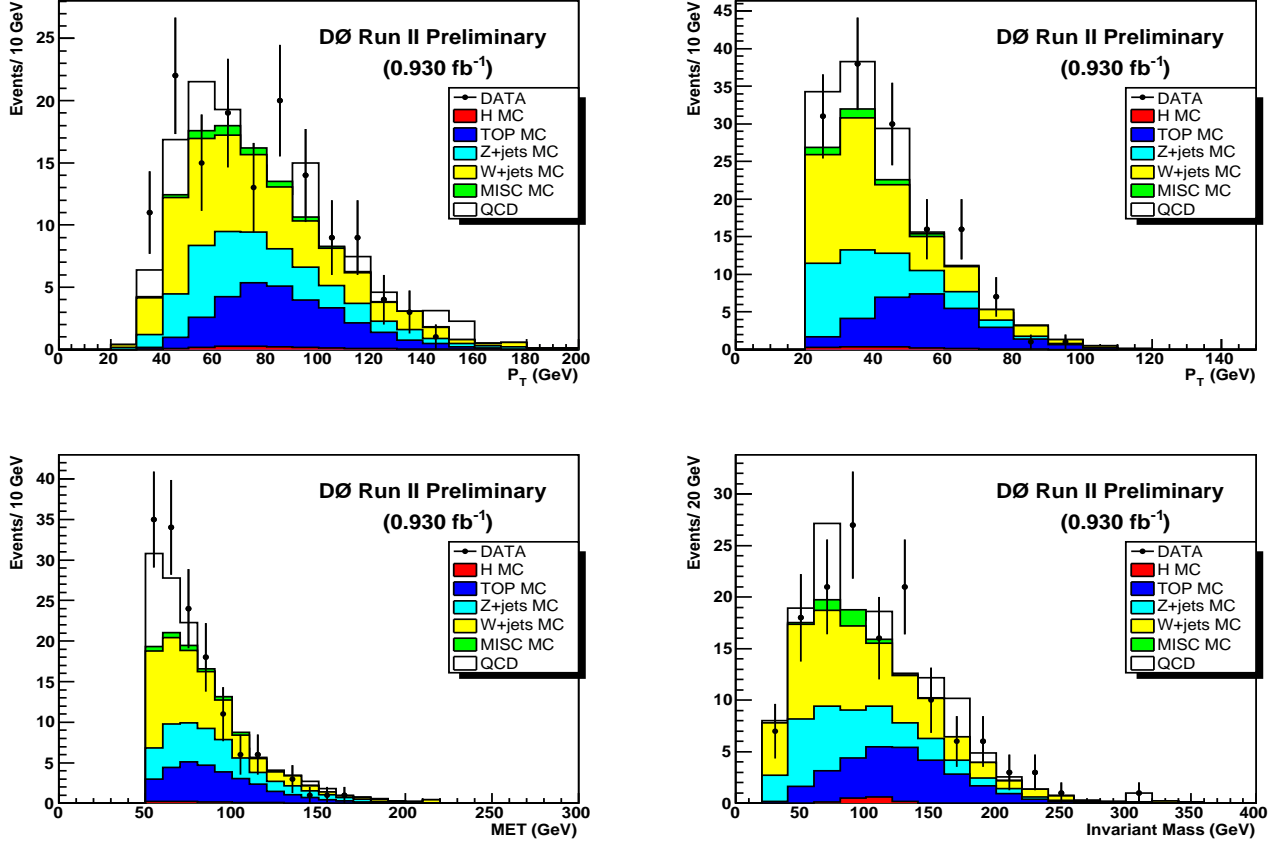 Events/ 10 GeV
25
20
15
10
5
0
DØ Run II Preliminary
(0.930 fb-1)
DATA
H MC
TOP MC
Z+jets MC
W+jets MC
MISC MC
QCD
0 20 40 60 80 100 120 140 160 180 200
PT (GeV)
Events/ 10 GeV
45
40
35
30
25
20
15
10
5
0
DØ Run II Preliminary
(0.930 fb-1)
DATA
H MC
TOP MC
Z+jets MC
W+jets MC
MISC MC
QCD
0 20 40 60 80 100 120 140
PT (GeV)
Events/ 10 GeV
40
35
30
25
20
15
10
5
0
DØ Run II Preliminary
(0.930 fb-1)
DATA
H MC
TOP MC
Z+jets MC
W+jets MC
MISC MC
QCD
0 50 100 150 200 250 300
MET (GeV)
Events/ 20 GeV
30
25
20
15
10
5
0
DØ Run II Preliminary
(0.930 fb-1)
DATA
H MC
TOP MC
Z+jets MC
W+jets MC
MISC MC
QCD
0 50 100 150 200 250 300 350 400
Invariant Mass (GeV)